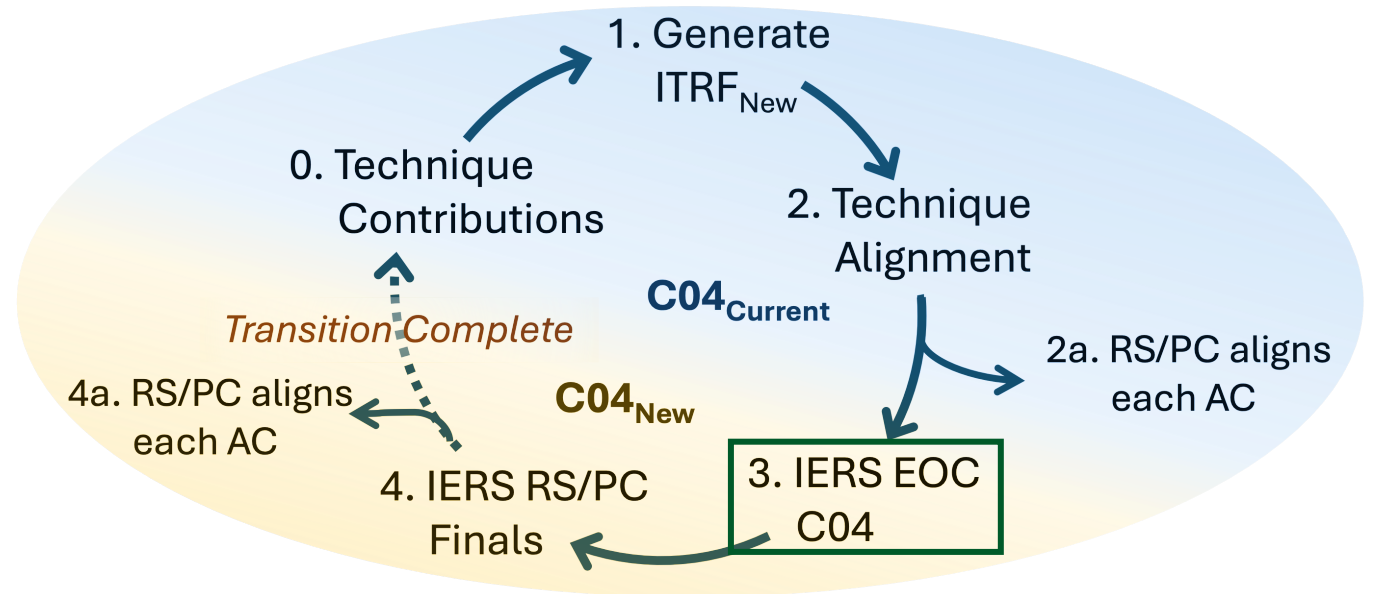 1. Generate
ITRFNew
0. Technique
Contributions
2. Technique
Alignment
C04Current
Transition Complete
2a. RS/PC aligns
each AC
4a. RS/PC aligns
each AC
C04New
3. IERS EOC
C04
4. IERS RS/PC
Finals